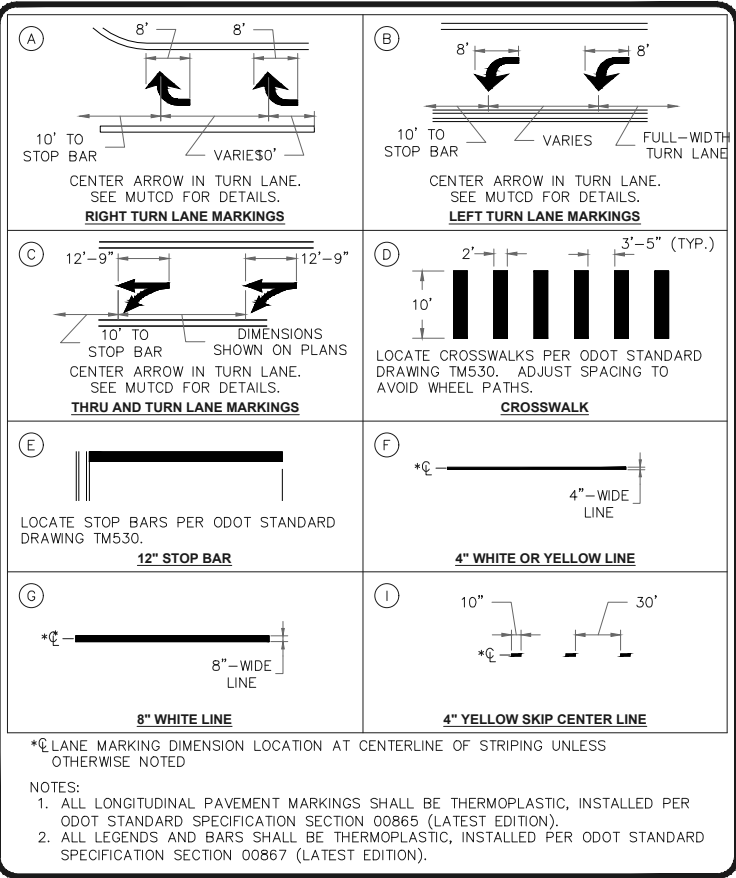 A
8'
8'
10' TO
STOP BAR
VARIES
10'
CENTER ARROW IN TURN LANE.
SEE MUTCD FOR DETAILS.
RIGHT TURN LANE MARKINGS
B
8'
8'
10' TO
STOP BAR
VARIES
FULL-WIDTH
TURN LANE
CENTER ARROW IN TURN LANE.
SEE MUTCD FOR DETAILS.
LEFT TURN LANE MARKINGS
C
12'-9"
12'-9"
10' TO
STOP BAR
DIMENSIONS
SHOWN ON PLANS
CENTER ARROW IN TURN LANE.
SEE MUTCD FOR DETAILS.
THRU AND TURN LANE MARKINGS
D
2'
3'-5" (TYP.)
10'
LOCATE CROSSWALKS PER ODOT STANDARD
DRAWING TM530. ADJUST SPACING TO
AVOID WHEEL PATHS.
CROSSWALK
E
LOCATE STOP BARS PER ODOT STANDARD
DRAWING TM530.
12" STOP BAR
F
*℄
4"-WIDE
LINE
4" WHITE OR YELLOW LINE
G
*℄
8"-WIDE
LINE
8" WHITE LINE
I
10"
30'
*℄
4" YELLOW SKIP CENTER LINE
*℄ LANE MARKING DIMENSION LOCATION AT CENTERLINE OF STRIPING UNLESS
OTHERWISE NOTED
NOTES:
1. ALL LONGITUDINAL PAVEMENT MARKINGS SHALL BE THERMOPLASTIC, INSTALLED PER
ODOT STANDARD SPECIFICATION SECTION 00865 (LATEST EDITION).
2. ALL LEGENDS AND BARS SHALL BE THERMOPLASTIC, INSTALLED PER ODOT STANDARD
SPECIFICATION SECTION 00867 (LATEST EDITION).